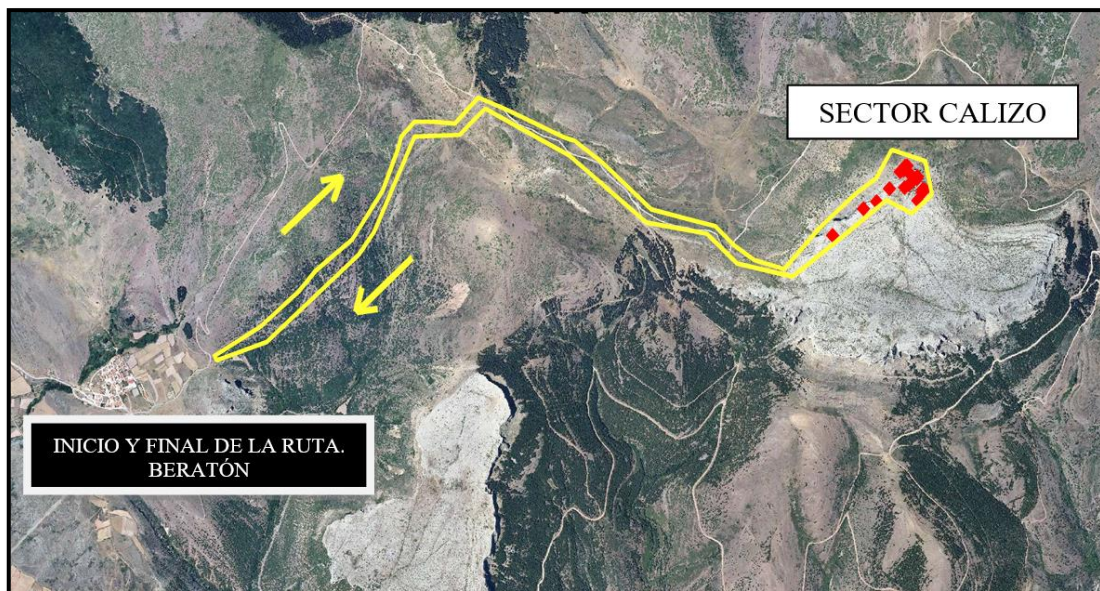 SECTOR CALIZO
INICIO Y FINAL DE LA RUTA.
BERATÓN